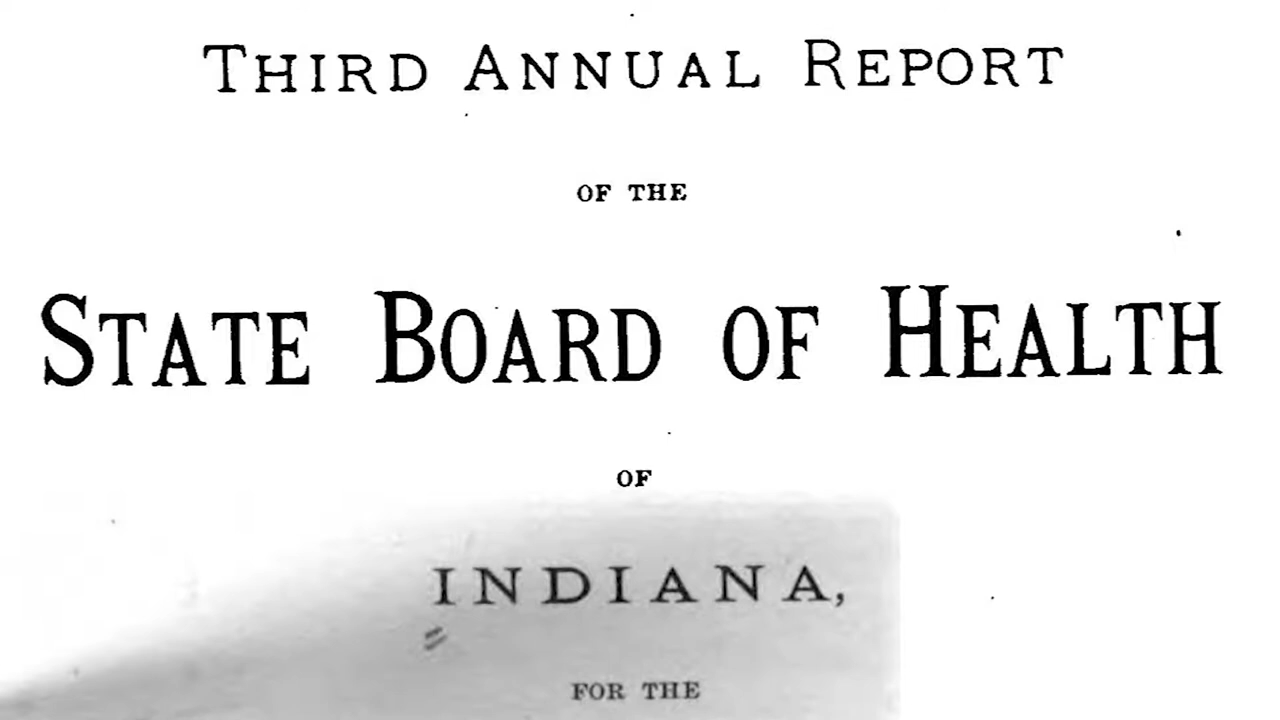 THIRD ANNUAL REPORT
OF THE
STATE BOARD OF HEALTH
OF
INDIANA,
FOR THE